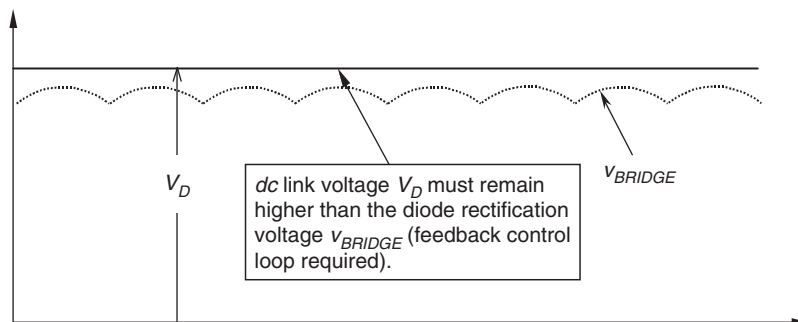 V_D
dc link voltage V_D must remain
higher than the diode rectification
voltage v_BRIDGE (feedback control
loop required).
v_BRIDGE